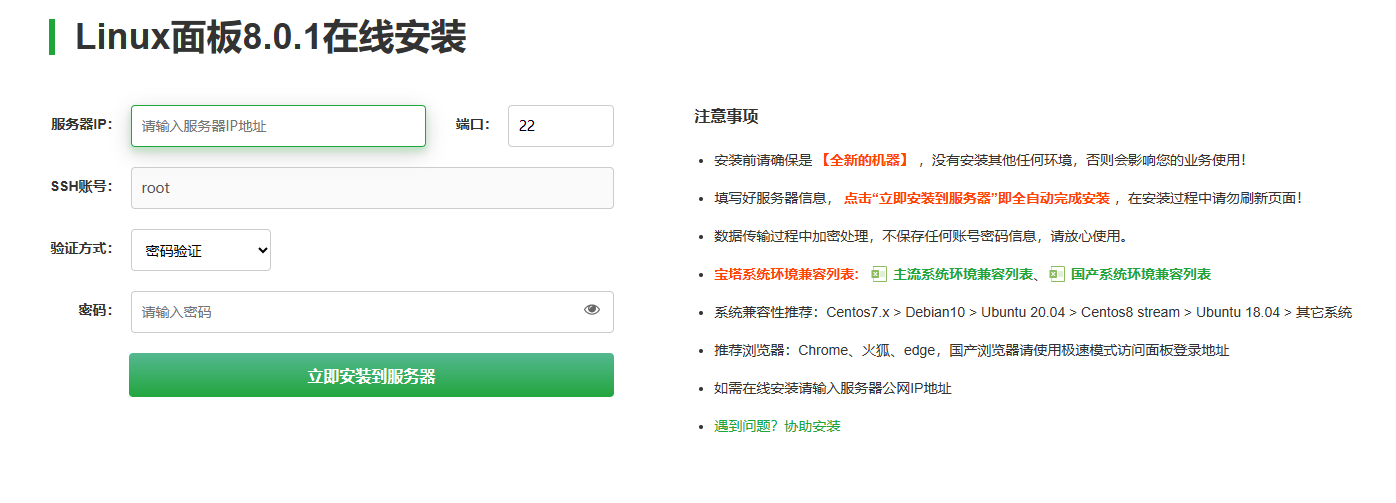 Linux面板8.0.1在线安装
服务器IP： 请输入服务器IP地址 端口： 22
SSH账号： root
验证方式： 密码验证
密码： 请输入密码
立即安装到服务器
注意事项
安装前请确保是【全新的机器】，没有安装其他任何环境，否则会影响您的业务使用！
填写好服务器信息，点击“立即安装到服务器”即全自动完成安装，在安装过程中请勿刷新页面！
数据传输过程中加密处理，不保存任何账号密码信息，请放心使用。
宝塔系统环境兼容列表： 主流系统环境兼容列表、 国产系统环境兼容列表
系统兼容性推荐：Centos7.x > Debian10 > Ubuntu 20.04 > Centos8 stream > Ubuntu 18.04 > 其它系统
推荐浏览器：Chrome、火狐、edge，国产浏览器请使用极速模式访问面板登录地址
如需在线安装请输入服务器公网IP地址
遇到问题？协助安装